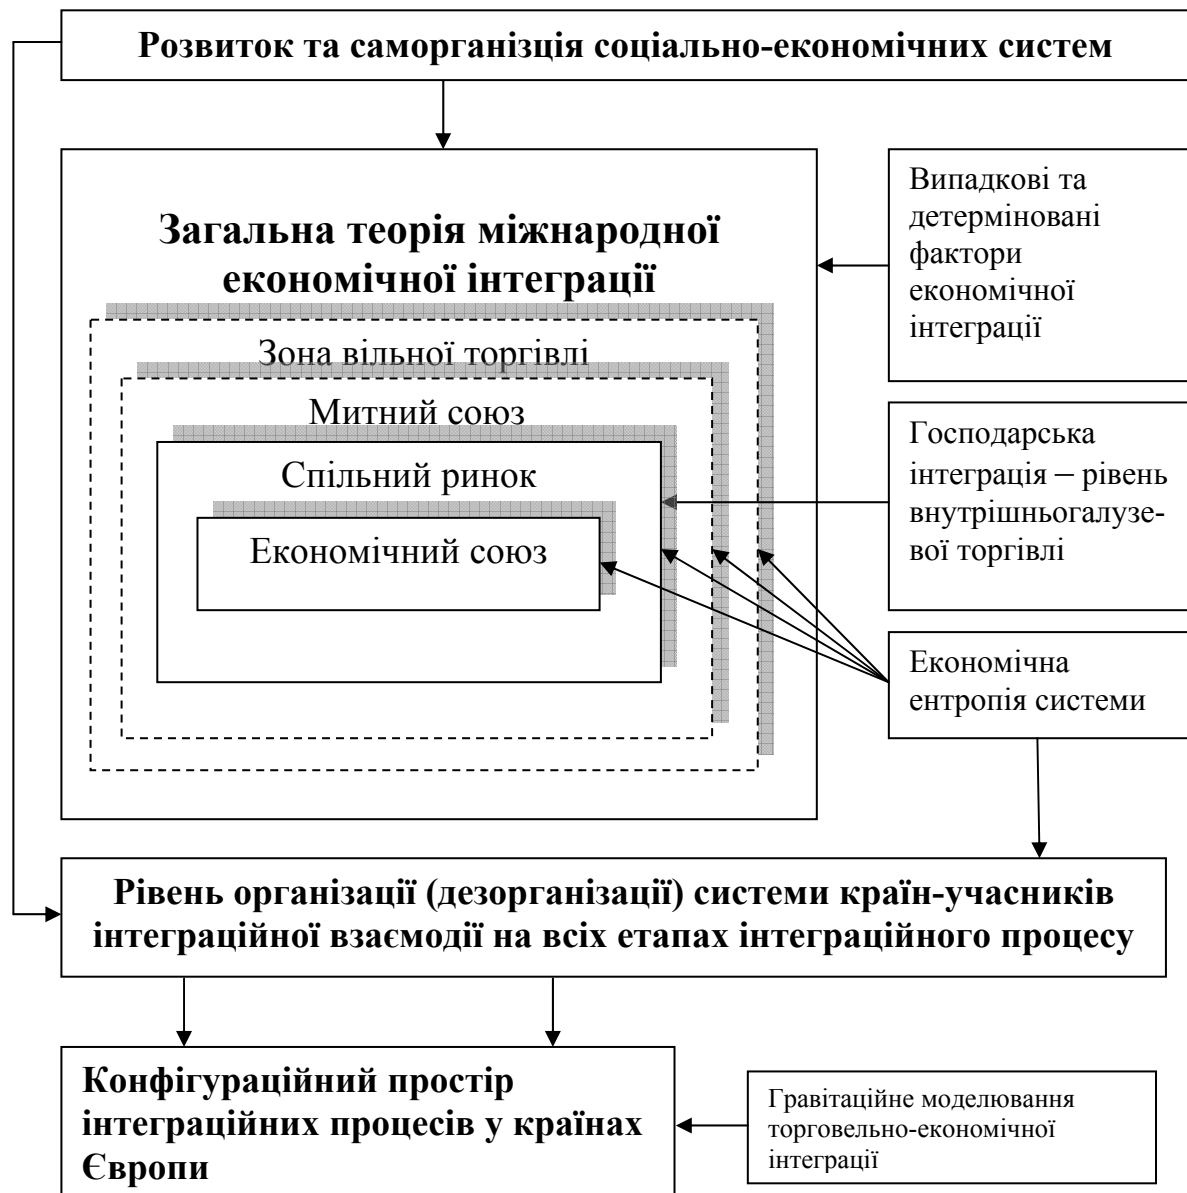 Розвиток та саморганізція соціально-економічних систем
Загальна теорія міжнародної
економічної інтеграції
Зона вільної торгівлі
Митний союз
Спільний ринок
Економічний союз
Випадкові та
детерміновані
фактори
економічної
інтеграції
Господарська
інтеграція – рівень
внутрішньогалузе-
вої торгівлі
Економічна
ентропія системи
Рівень організації (дезорганізації) системи країн-учасників
інтеграційної взаємодії на всіх етапах інтеграційного процесу
Конфігураційний простір
інтеграційних процесів у країнах
Європи
Гравітаційне моделювання
торговельно-економічної
інтеграції